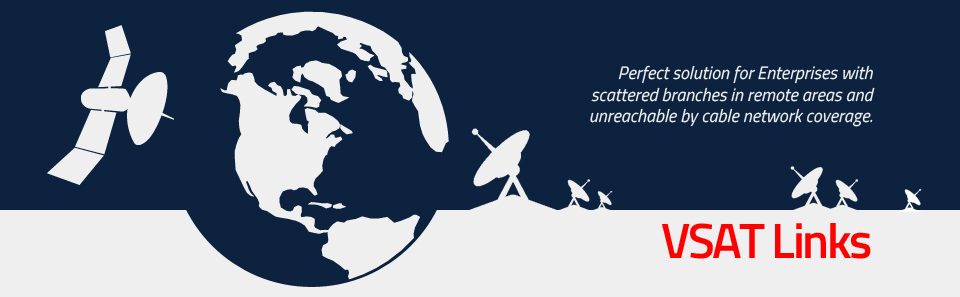 Perfect solution for Enterprises with
scattered branches in remote areas and
unreachable by cable network coverage.
VSAT Links